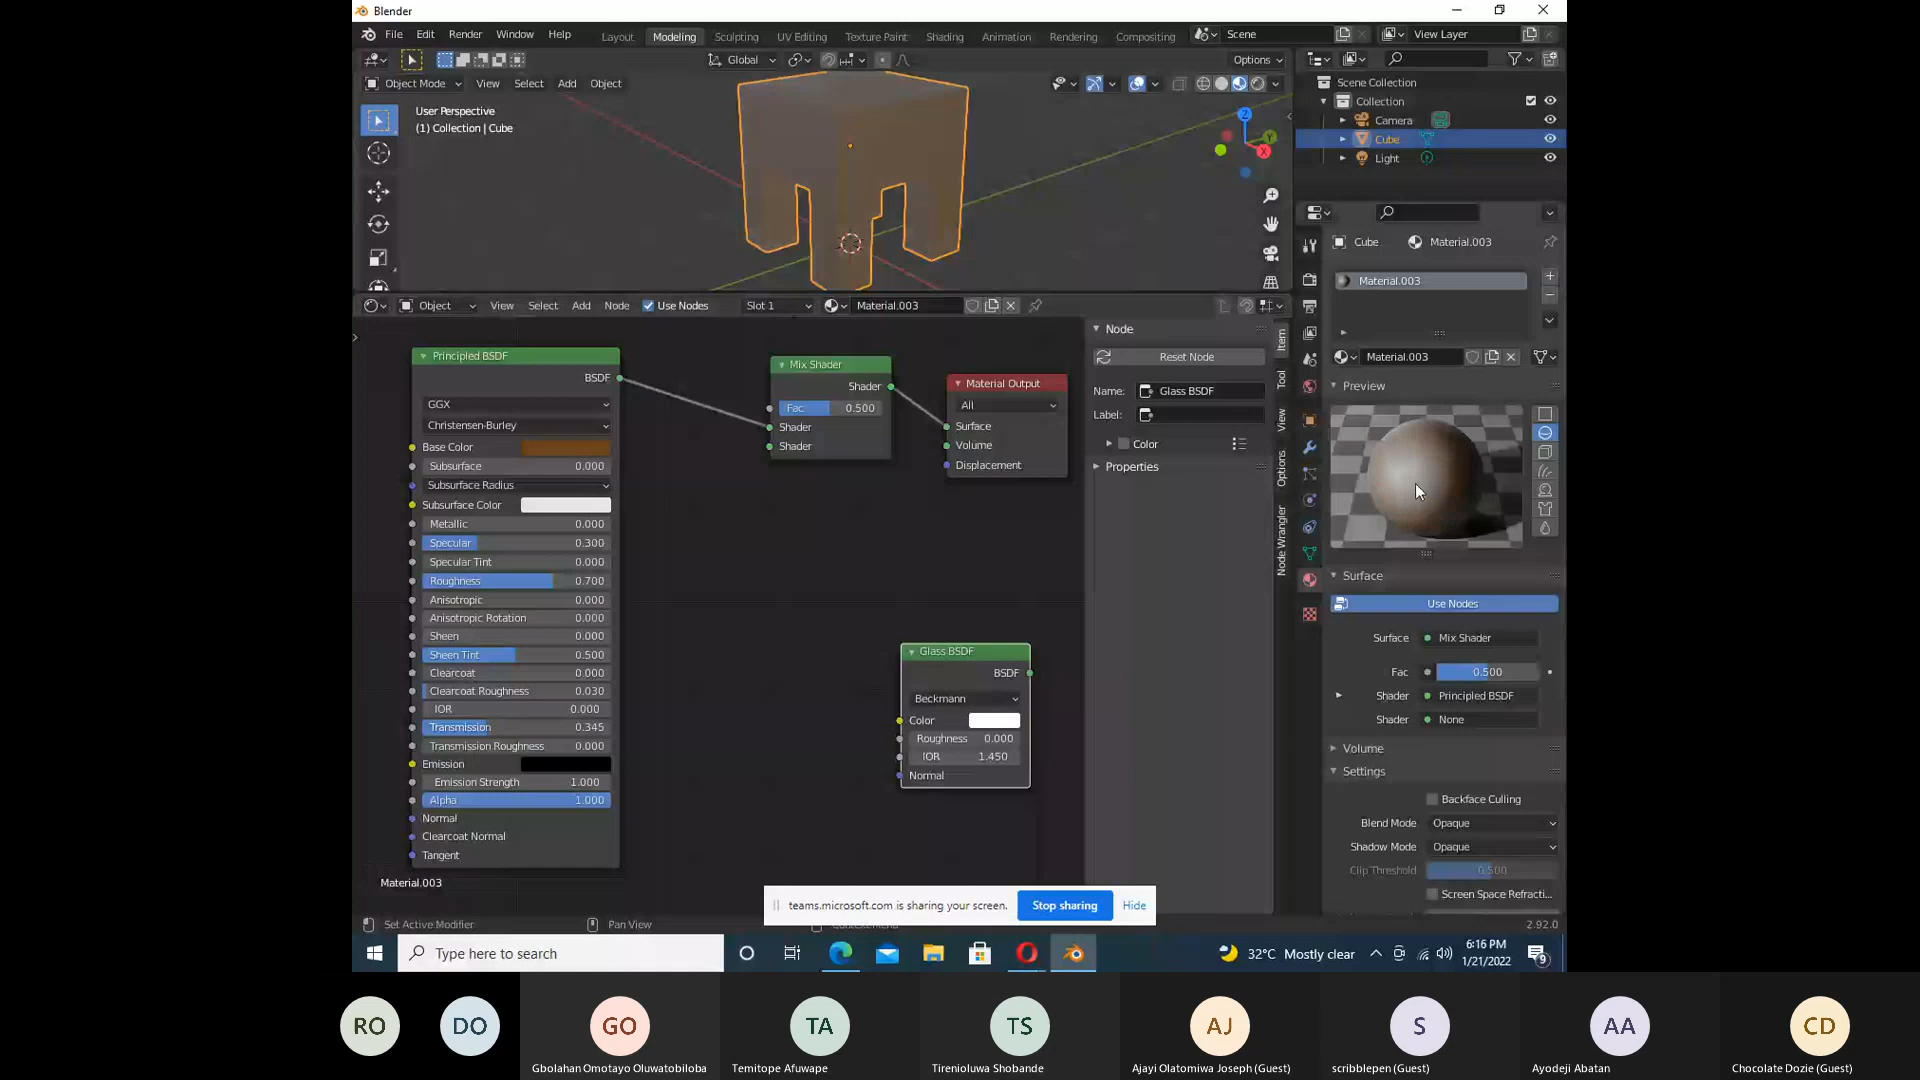 Blender
File Edit Render Window Help Layout Modeling Sculpting UV Editing Texture Paint Shading Animation Rendering Compositing Scene View Layer
Global Options
Object Mode View Select Add Object
User Perspective
(1) Collection | Cube
Z
Y
X
Scene Collection
Collection
Camera
Cube
Light
Cube Material.003
Material.003
Material.003
Object View Select Add Node Use Nodes Slot 1 Material.003
Principled BSDF
BSDF
GGX
Christensen-Burley
Base Color
Subsurface 0.000
Subsurface Radius
Subsurface Color
Metallic 0.000
Specular 0.300
Specular Tint 0.000
Roughness 0.700
Anisotropic 0.000
Anisotropic Rotation 0.000
Sheen 0.000
Sheen Tint 0.500
Clearcoat 0.000
Clearcoat Roughness 0.030
IOR 0.000
Transmission 0.345
Transmission Roughness 0.000
Emission
Emission Strength 1.000
Alpha 1.000
Normal
Clearcoat Normal
Tangent
Material.003
Mix Shader
Shader
Fac 0.500
Shader
Shader
Material Output
All
Surface
Volume
Displacement
Glass BSDF
BSDF
Beckmann
Color
Roughness 0.000
IOR 1.450
Normal
Node
Reset Node
Name: Glass BSDF
Label:
Color
Properties
Item
Tool
View
Options
Node Wrangler
Preview
Surface
Use Nodes
Surface Mix Shader
Fac 0.500
Shader Principled BSDF
Shader None
Volume
Settings
Backface Culling
Blend Mode Opaque
Shadow Mode Opaque
Clip Threshold 0.500
Screen Space Refracti...
teams.microsoft.com is sharing your screen. Stop sharing Hide
Set Active Modifier Pan View 2.92.0
Type here to search 32°C Mostly clear 6:16 PM
1/21/2022
9
RO DO GO TA TS AJ S AA CD
Gbolahan Omotayo Oluwatobiloba Temitope Afuwape Tirenioluwa Shobande Ajayi Olatomiwa Joseph (Guest) scribblepen (Guest) Ayodeji Abatan Chocolate Dozie (Guest)